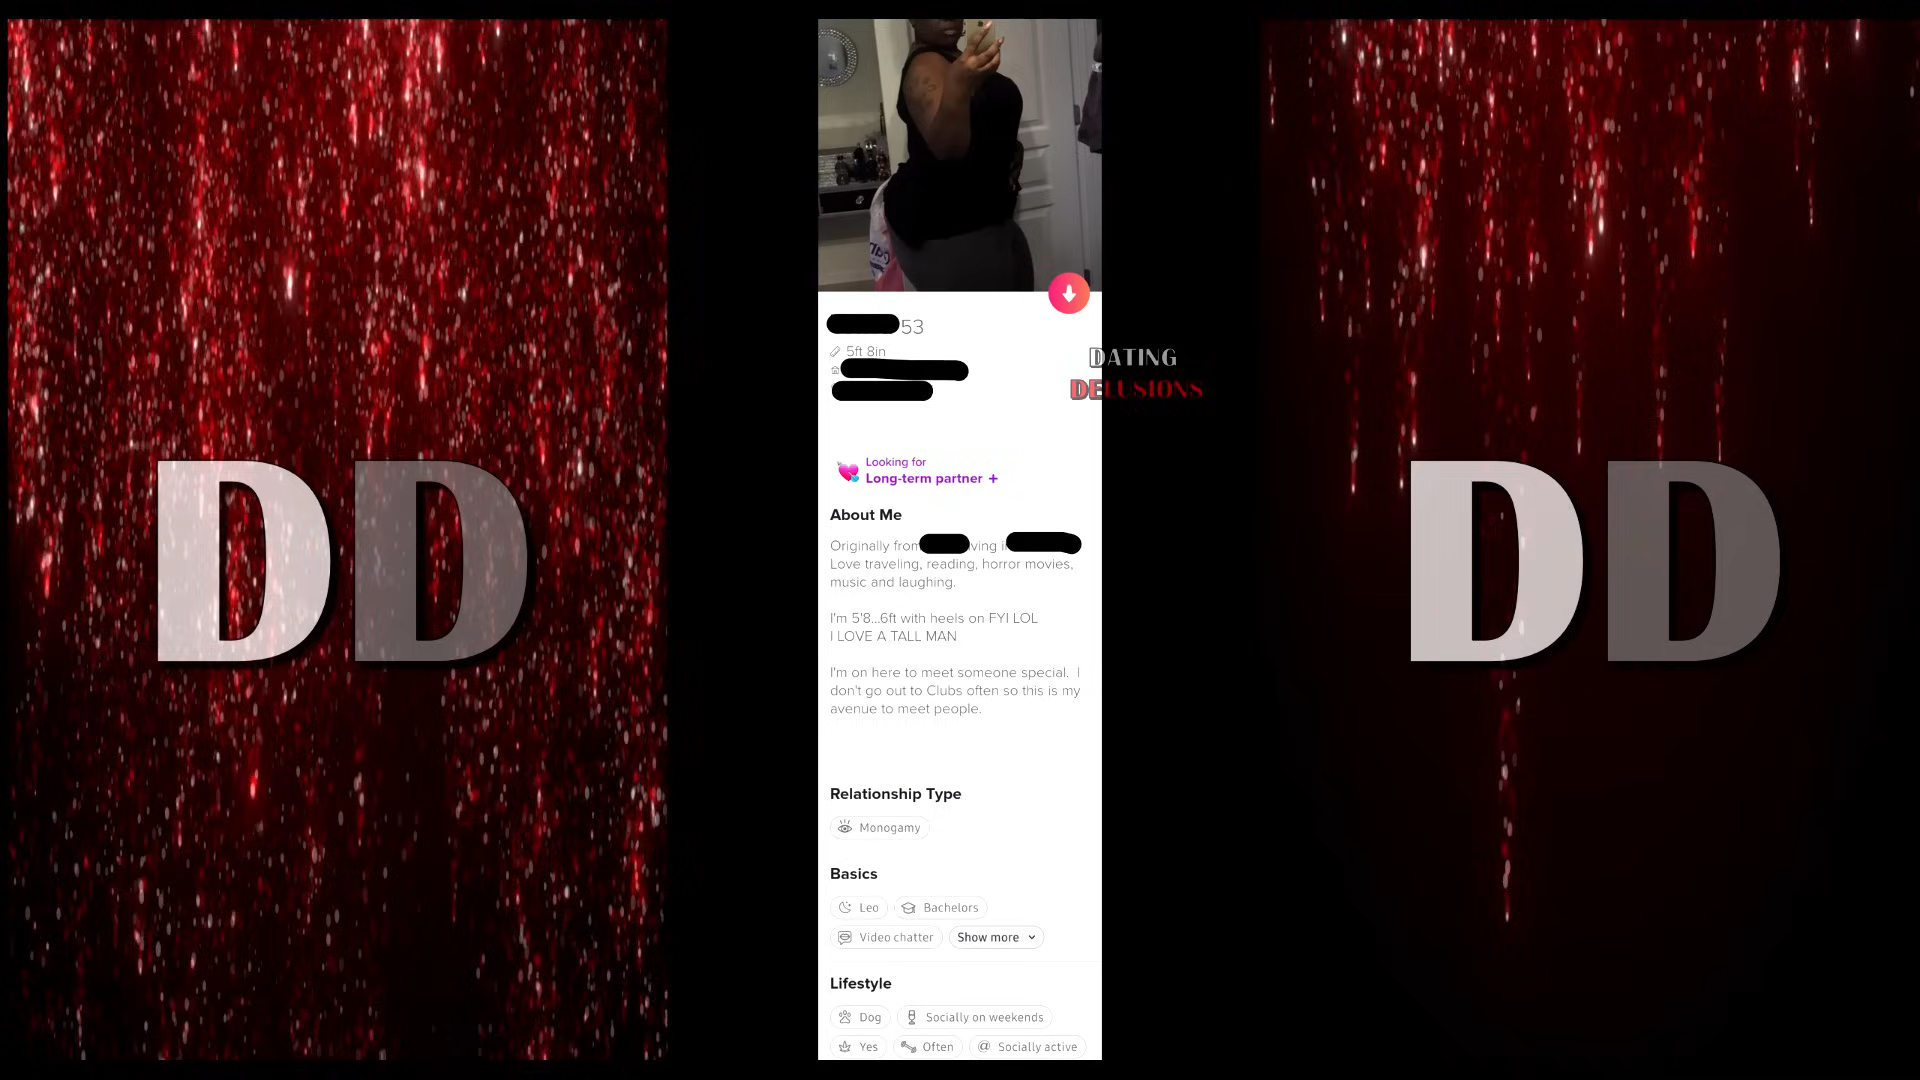 53
5ft 8in
DATING
DELUSIONS
Looking for
Long-term partner +
DD
DD
About Me
Originally from
ving i
Love traveling, reading, horror movies,
music and laughing.
I'm 5'8...6ft with heels on FYI LOL
I LOVE A TALL MAN
I'm on here to meet someone special. I
don't go out to Clubs often so this is my
avenue to meet people.
Relationship Type
Monogamy
Basics
Leo
Bachelors
Video chatter
Show more
Lifestyle
Dog
Socially on weekends
Yes
Often
@ Socially active